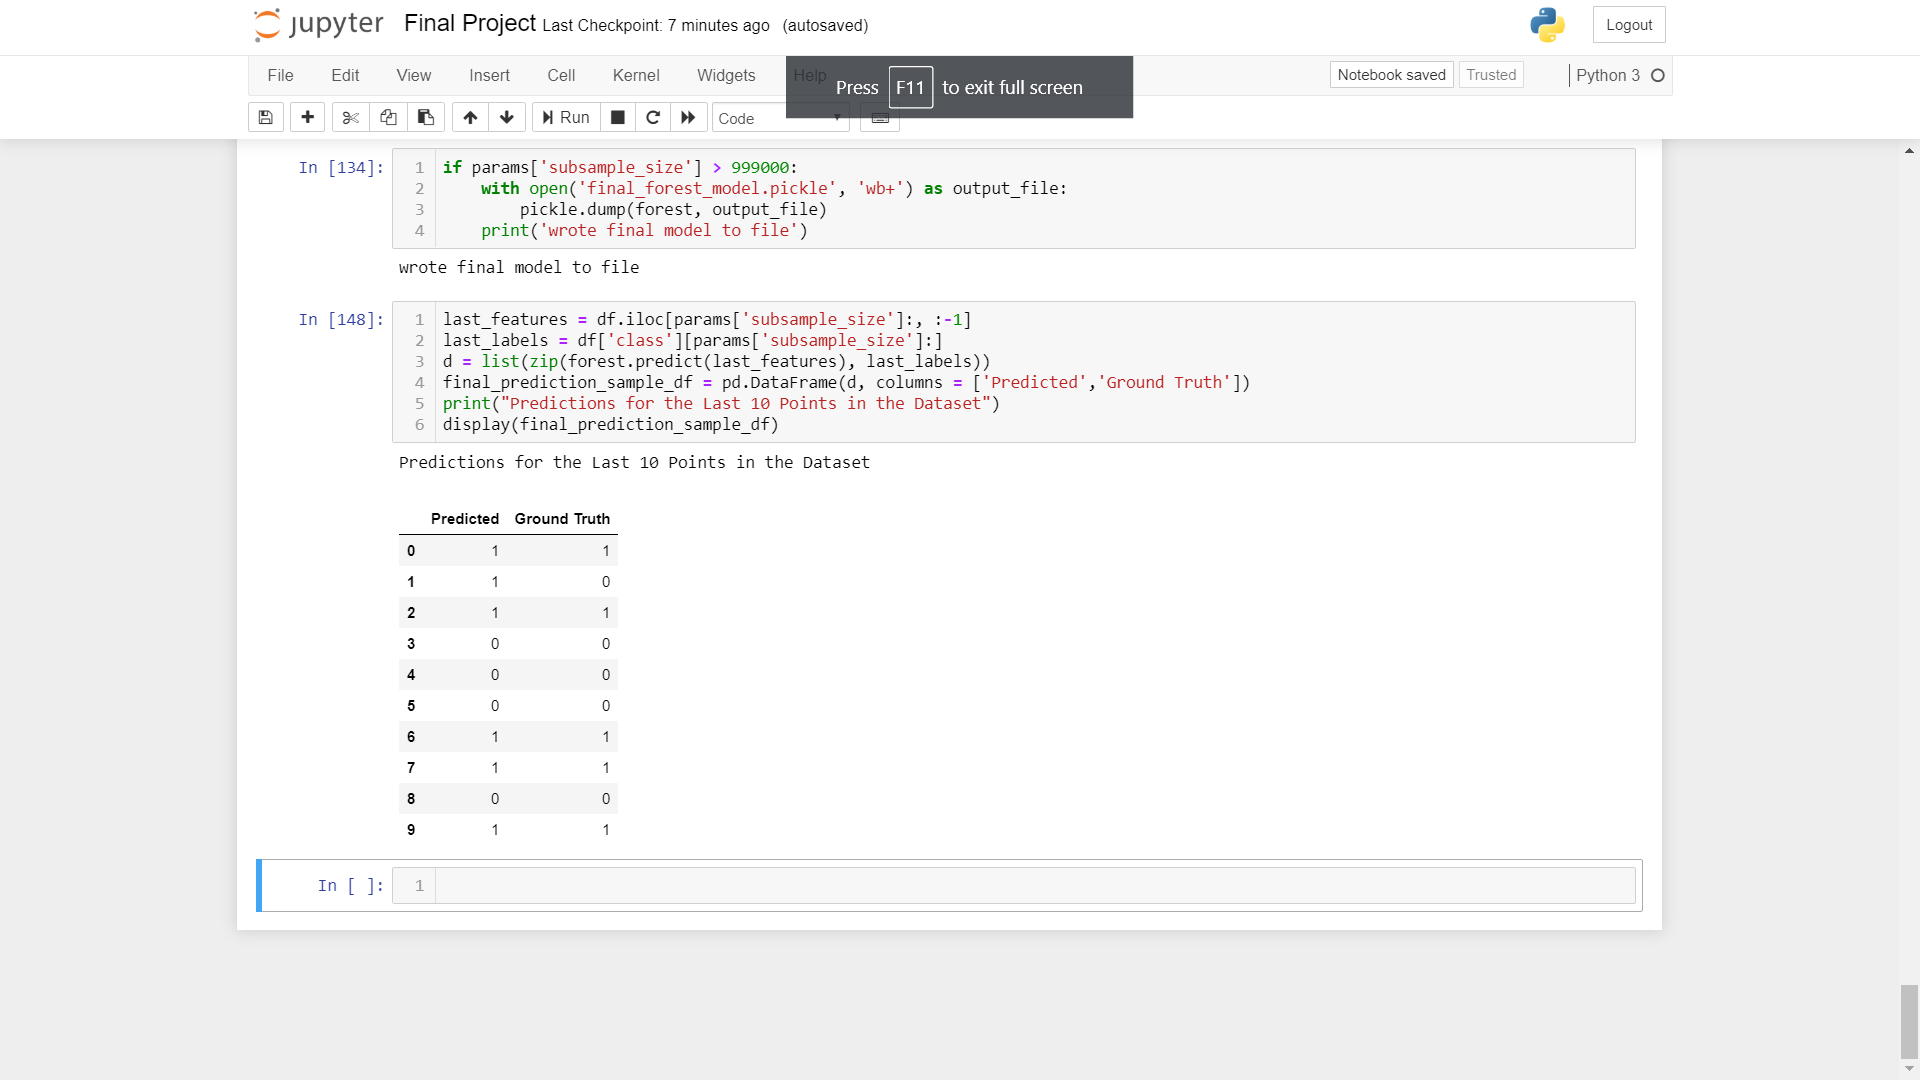 jupyter Final Project Last Checkpoint: 7 minutes ago (autosaved) Logout
File Edit View Insert Cell Kernel Widgets Help Notebook saved Trusted Python 3
Press F11 to exit full screen
Run Code
In [134]:
1 if params['subsample_size'] > 999000:
2     with open('final_forest_model.pickle', 'wb+') as output_file:
3         pickle.dump(forest, output_file)
4     print('wrote final model to file')
wrote final model to file
In [148]:
1 last_features = df.iloc[params['subsample_size']:, :-1]
2 last_labels = df['class'][params['subsample_size']:]
3 d = list(zip(forest.predict(last_features), last_labels))
4 final_prediction_sample_df = pd.DataFrame(d, columns = ['Predicted','Ground Truth'])
5 print("Predictions for the Last 10 Points in the Dataset")
6 display(final_prediction_sample_df)
Predictions for the Last 10 Points in the Dataset
Predicted Ground Truth
0 1 1
1 1 0
2 1 1
3 0 0
4 0 0
5 0 0
6 1 1
7 1 1
8 0 0
9 1 1
In [ ]: 1